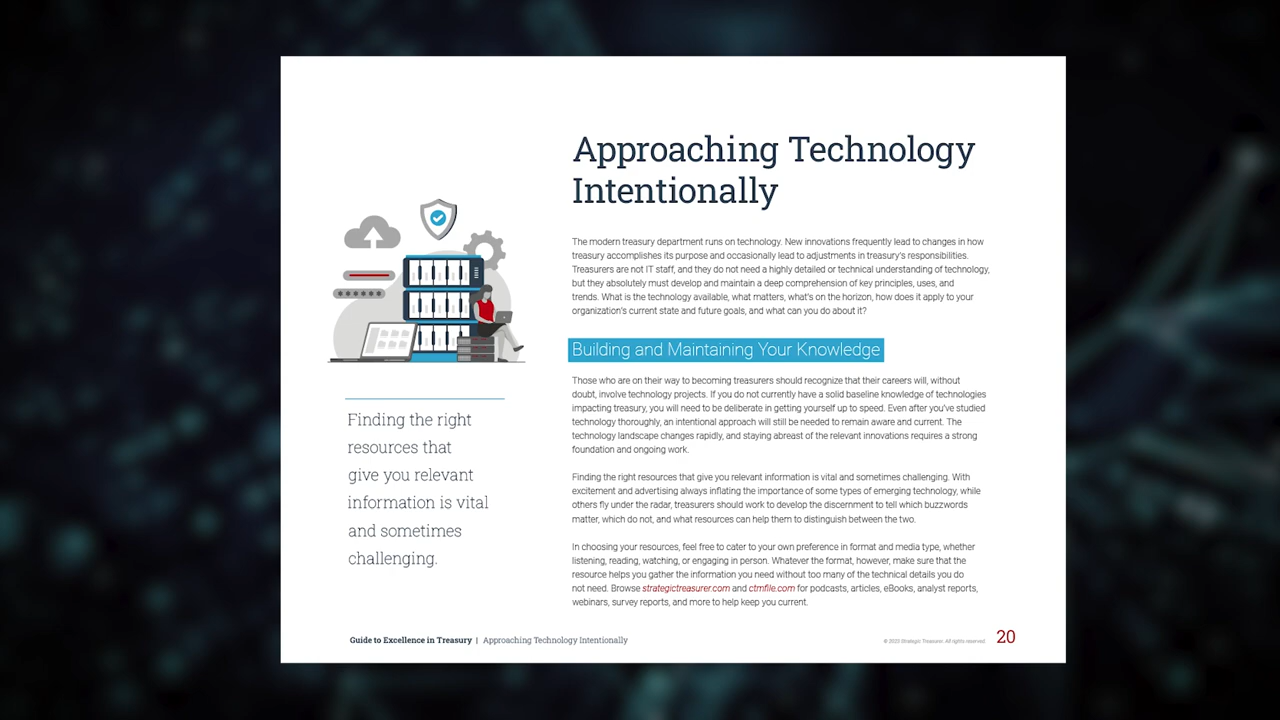 Approaching Technology
Intentionally
The modern treasury department runs on technology. New innovations frequently lead to changes in how
treasury accomplishes its purpose and occasionally lead to adjustments in treasury's responsibilities.
Treasurers are not IT staff, and they do not need a highly detailed or technical understanding of technology,
but they absolutely must develop and maintain a deep comprehension of key principles, uses, and
trends. What is the technology available, what matters, what's on the horizon, how does it apply to your
organization's current state and future goals, and what can you do about it?
Building and Maintaining Your Knowledge
Those who are on their way to becoming treasurers should recognize that their careers will, without
doubt, involve technology projects. If you do not currently have a solid baseline knowledge of technologies
impacting treasury, you will need to be deliberate in getting yourself up to speed. Even after you've studied
technology thoroughly, an intentional approach will still be needed to remain aware and current. The
technology landscape changes rapidly, and staying abreast of the relevant innovations requires a strong
foundation and ongoing work.
Finding the right resources that give you relevant information is vital and sometimes challenging. With
excitement and advertising always inflating the importance of some types of emerging technology, while
others fly under the radar, treasurers should work to develop the discernment to tell which buzzwords
matter, which do not, and what resources can help them to distinguish between the two.
In choosing your resources, feel free to cater to your own preference in format and media type, whether
listening, reading, watching, or engaging in person. Whatever the format, however, make sure that the
resource helps you gather the information you need without too many of the technical details you do
not need. Browse strategictreasurer.com and ctmfile.com for podcasts, articles, eBooks, analyst reports,
webinars, survey reports, and more to help keep you current.
Finding the right
resources that
give you relevant
information is vital
and sometimes
challenging.
Guide to Excellence in Treasury | Approaching Technology Intentionally
© 2023 Strategic Treasurer. All rights reserved. 20